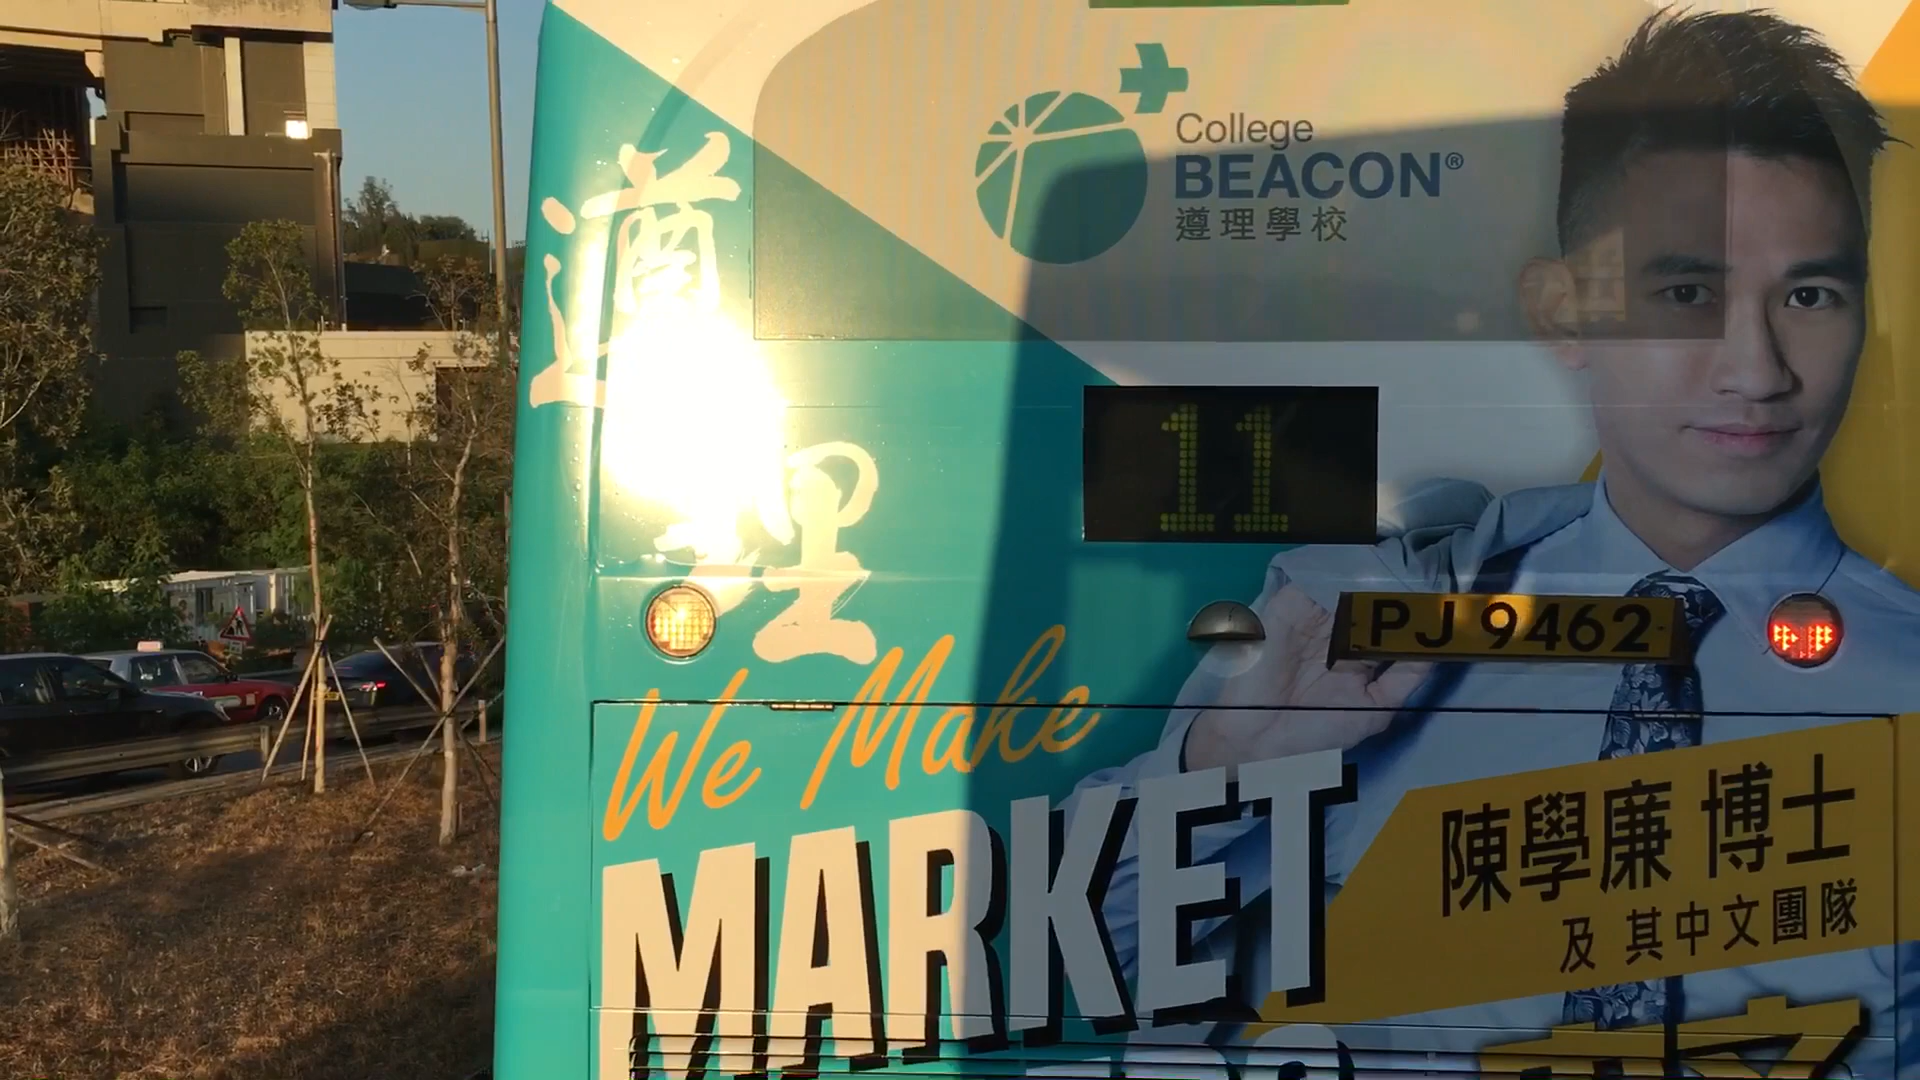 College
BEACON®
遵理學校
遵理
11
PJ 9462
We Make
MARKET
陳學廉 博士
及 其中文團隊